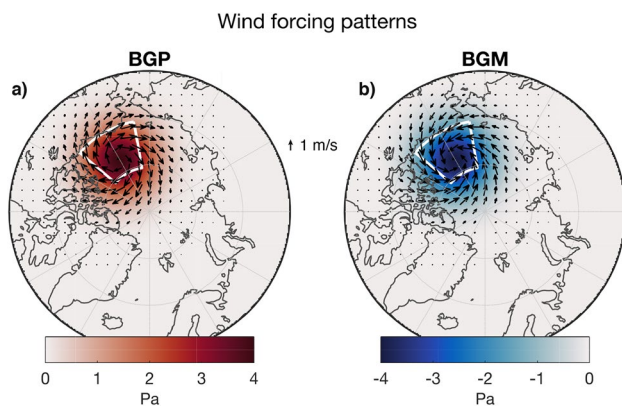 Wind forcing patterns
BGP
BGM
a)
b)
1 m/s
0 1 2 3 4
Pa
-4 -3 -2 -1 0
Pa